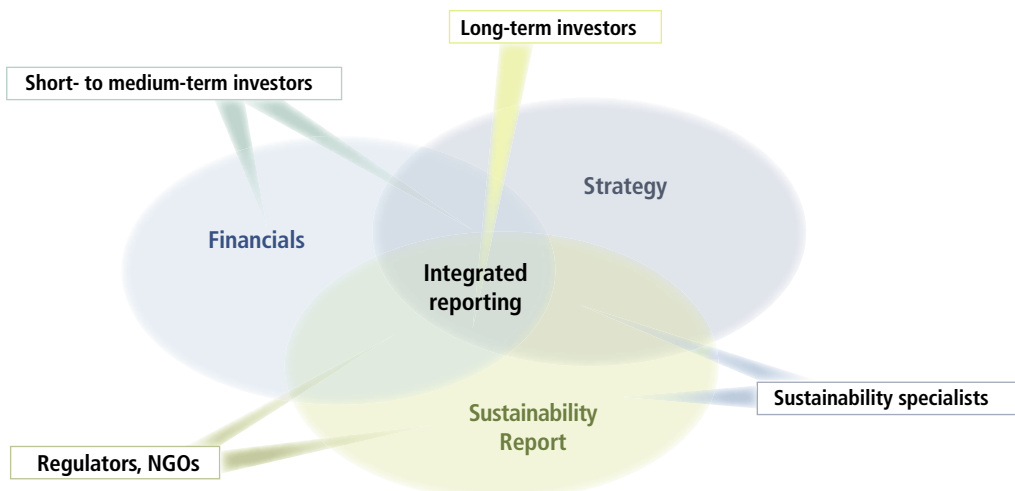 Long-term investors
Short- to medium-term investors
Strategy
Financials
Integrated
reporting
Sustainability specialists
Sustainability
Report
Regulators, NGOs